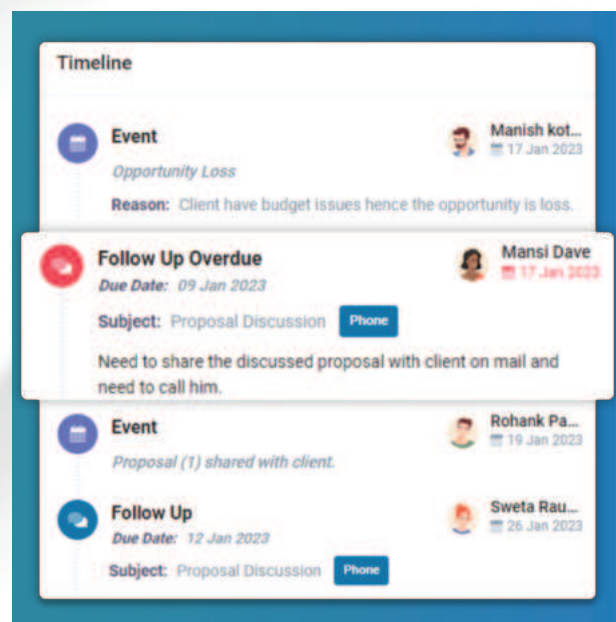 Timeline
Event
Manish kot...
17 Jan 2023
Opportunity Loss
Reason: Client have budget issues hence the opportunity is loss.
Follow Up Overdue
Mansi Dave
17 Jan 2023
Due Date: 09 Jan 2023
Subject: Proposal Discussion Phone
Need to share the discussed proposal with client on mail and
need to call him.
Event
Rohank Pa...
19 Jan 2023
Proposal (1) shared with client.
Follow Up
Sweta Rau...
26 Jan 2023
Due Date: 12 Jan 2023
Subject: Proposal Discussion Phone